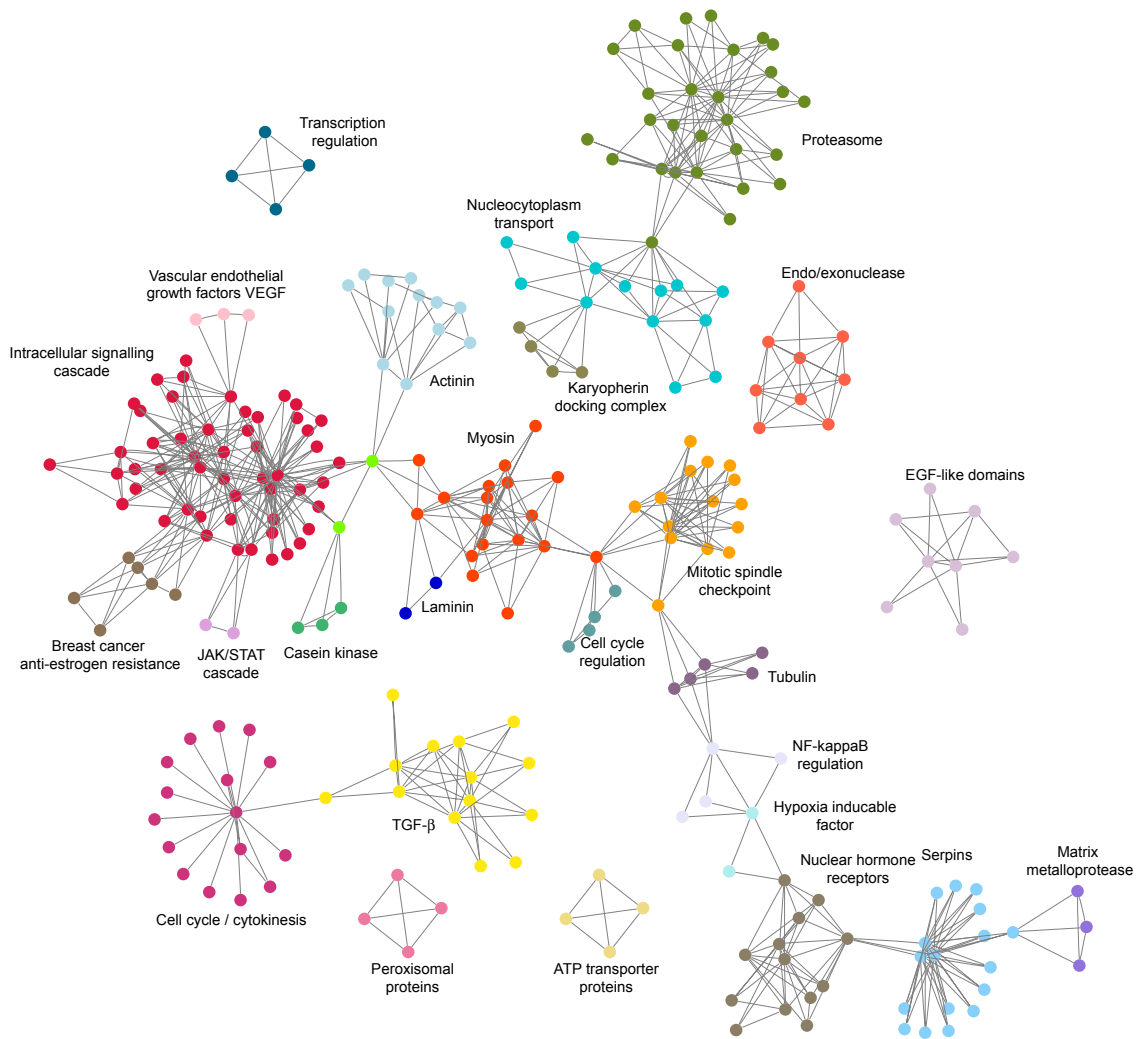 Transcription
regulation
Proteasome
Nucleocytoplasm
transport
Vascular endothelial
growth factors VEGF
Endo/exonuclease
Intracellular signalling
cascade
Actinin
Karyopherin
docking complex
Myosin
EGF-like domains
Mitotic spindle
checkpoint
Laminin
Cell cycle
regulation
Breast cancer
anti-estrogen resistance
JAK/STAT
cascade
Casein kinase
Tubulin
NF-kappaB
regulation
Hypoxia inducable
factor
TGF-β
Nuclear hormone
receptors
Serpins
Matrix
metalloprotease
Cell cycle / cytokinesis
Peroxisomal
proteins
ATP transporter
proteins